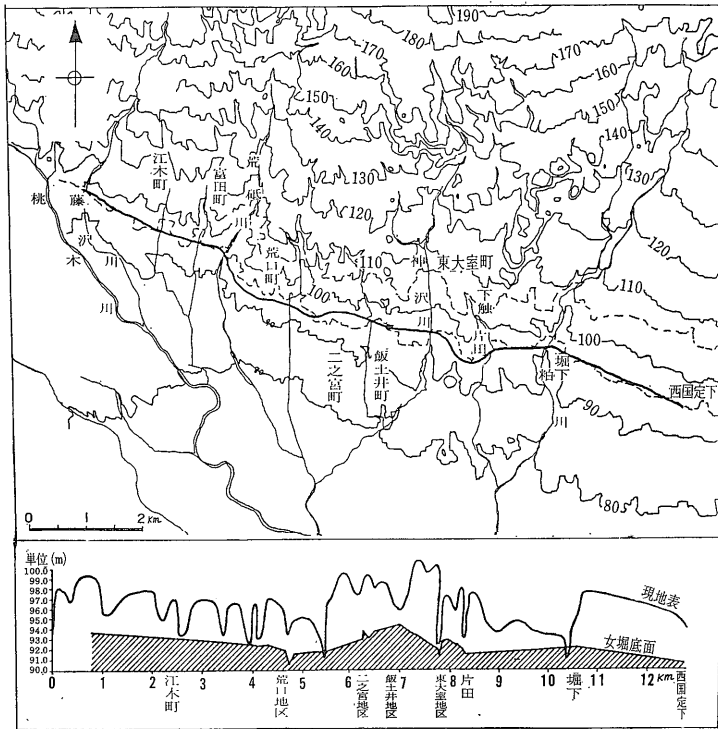 190
180
170
160
150
140
130
120
110
100
90
170
160
150
140
130
120
110
100
90
80
江木町
富田町
荒砥川
荒口町
桃木川
藤沢川
神沢川
東大室町
下触
片田
二之宮町
飯土井町
堀下
粕川
西国定下
0 2 km
単位(m)
100.0
99.0
98.0
97.0
96.0
95.0
94.0
93.0
92.0
91.0
90.0
現地表
女堀底面
0 1 2 3 4 5 6 7 8 9 10 11 12 km
江木町
荒口地区
二之宮地区
飯土井地区
東大室地区
片田
堀下
西国定下